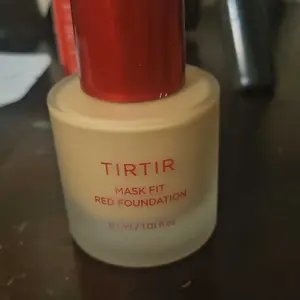 TIRTIR
MASK FIT
RED FOUNDATION